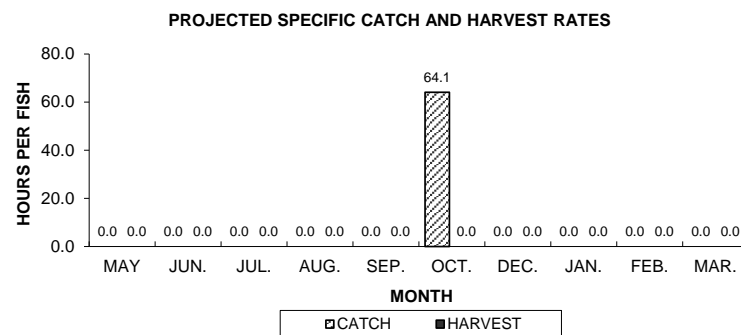 PROJECTED SPECIFIC CATCH AND HARVEST RATES
HOURS PER FISH
80.0
60.0
40.0
20.0
0.0
64.1
0.0 0.0 0.0 0.0 0.0 0.0 0.0 0.0 0.0 0.0 0.0 0.0 0.0 0.0 0.0 0.0 0.0 0.0 0.0
MAY JUN. JUL. AUG. SEP. OCT. DEC. JAN. FEB. MAR.
MONTH
CATCH HARVEST